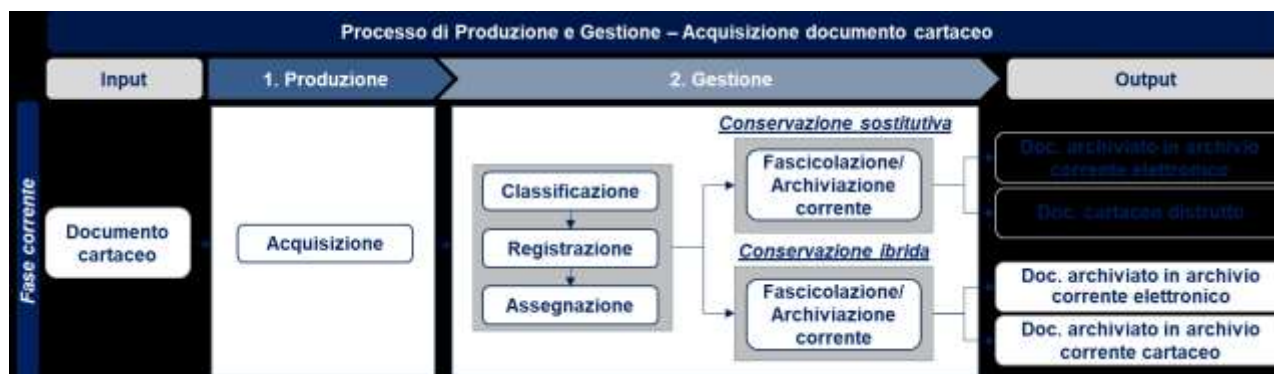 Processo di Produzione e Gestione – Acquisizione documento cartaceo
Input
1. Produzione
2. Gestione
Output
Fase corrente
Documento
cartaceo
Acquisizione
Classificazione
Registrazione
Assegnazione
Conservazione sostitutiva
Fascicolazione/
Archiviazione
corrente
Conservazione ibrida
Fascicolazione/
Archiviazione
corrente
Doc. archiviato in archivio
corrente elettronico
Doc. cartaceo distrutto
Doc. archiviato in archivio
corrente elettronico
Doc. archiviato in archivio
corrente cartaceo